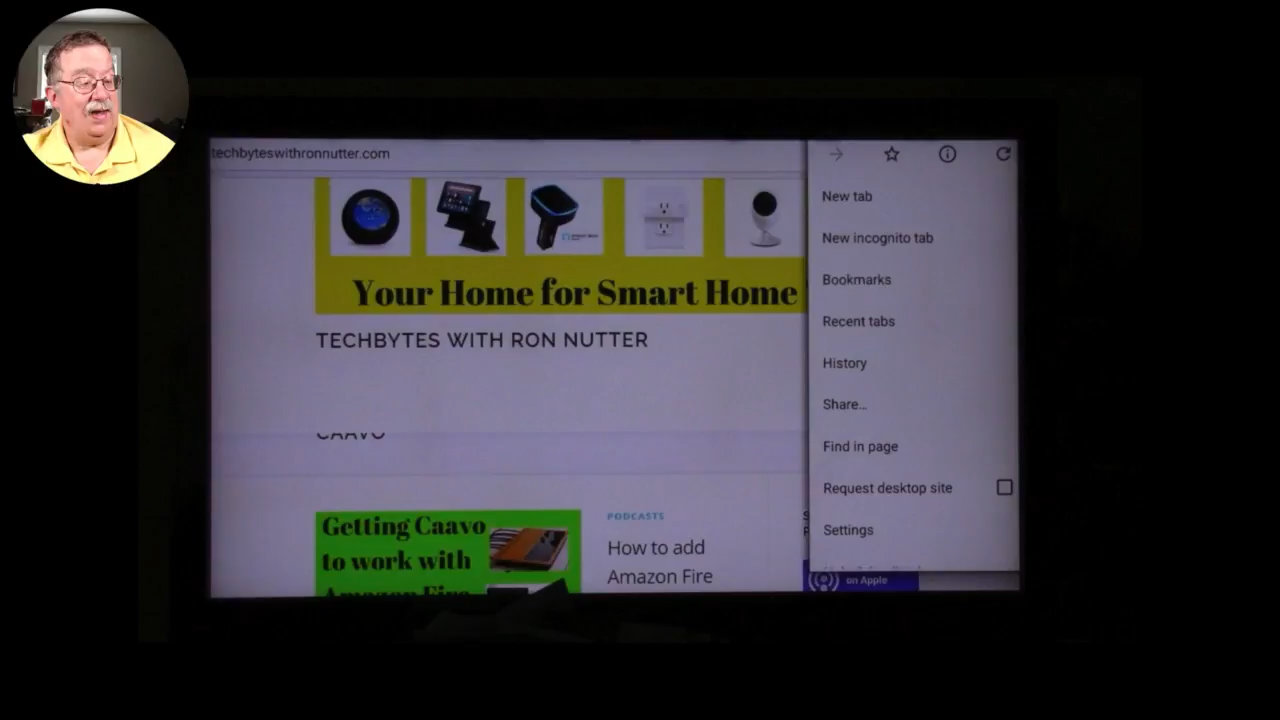 techbyteswithronnutter.com
New tab
New incognito tab
Bookmarks
Recent tabs
History
Share...
Find in page
Request desktop site
Settings
Your Home for Smart Home
TECHBYTES WITH RON NUTTER
CAAVO
Getting Caavo
to work with
Amazon Fire
PODCASTS
How to add
Amazon Fire
on Apple